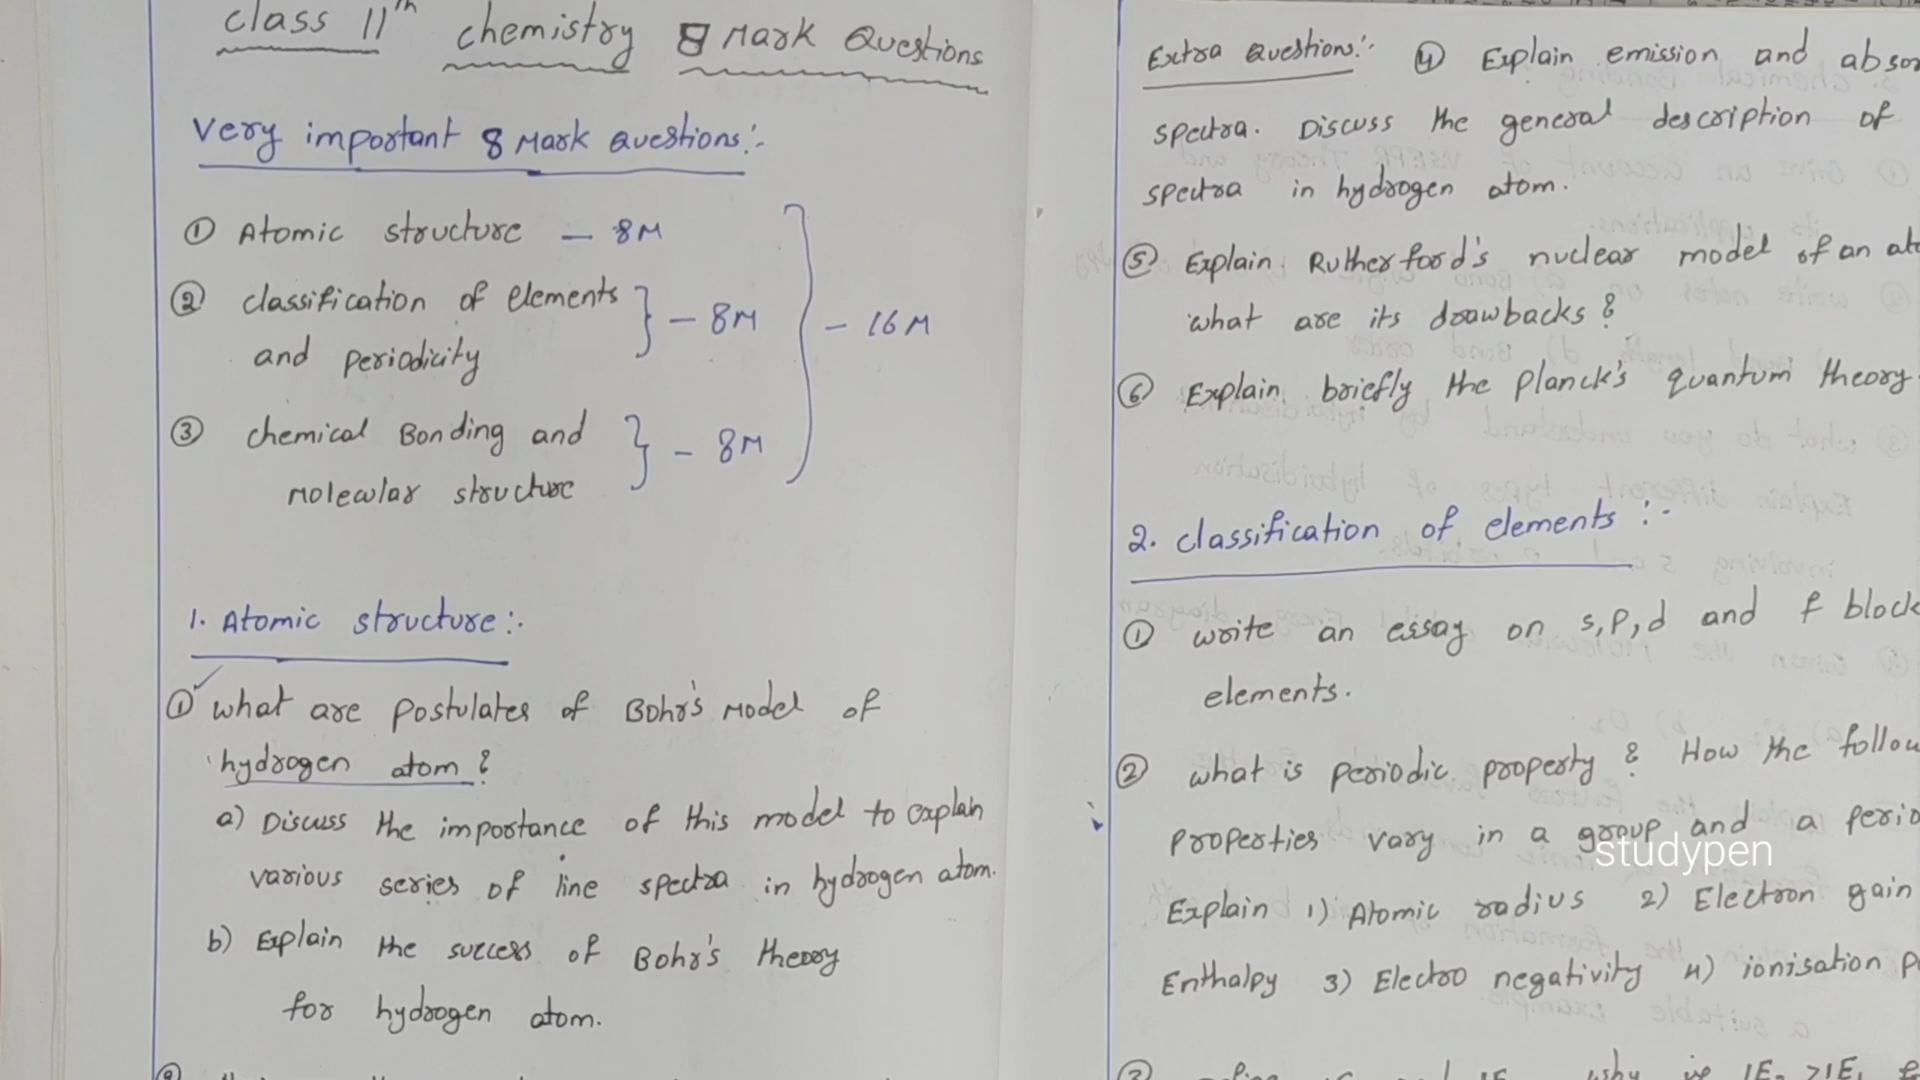 class 11th chemistry 8 Mark Questions
Very important 8 Mark Questions:-
① Atomic structure - 8M
② classification of elements
and periodicity } - 8M
③ chemical Bonding and
Molecular structure } - 8M
} - 16M
1. Atomic structure:-
① what are postulates of Bohr's Model of
hydrogen atom?
a) Discuss the importance of this model to explain
various series of line spectra in hydrogen atom.
b) Explain the success of Bohr's theory
for hydrogen atom.
Extra Questions:- ④ Explain emission and absor
spectra. Discuss the general description of
spectra in hydrogen atom.
⑤ Explain Rutherford's nuclear model of an ato
what are its drawbacks?
⑥ Explain briefly the Planck's quantum theory.
2. classification of elements:-
① write an essay on s,p,d and f block
elements.
② what is periodic property? How the follow
properties vary in a group and a perio
studypen
Explain 1) Atomic radius 2) Electron gain
Enthalpy 3) Electro negativity 4) ionisation p